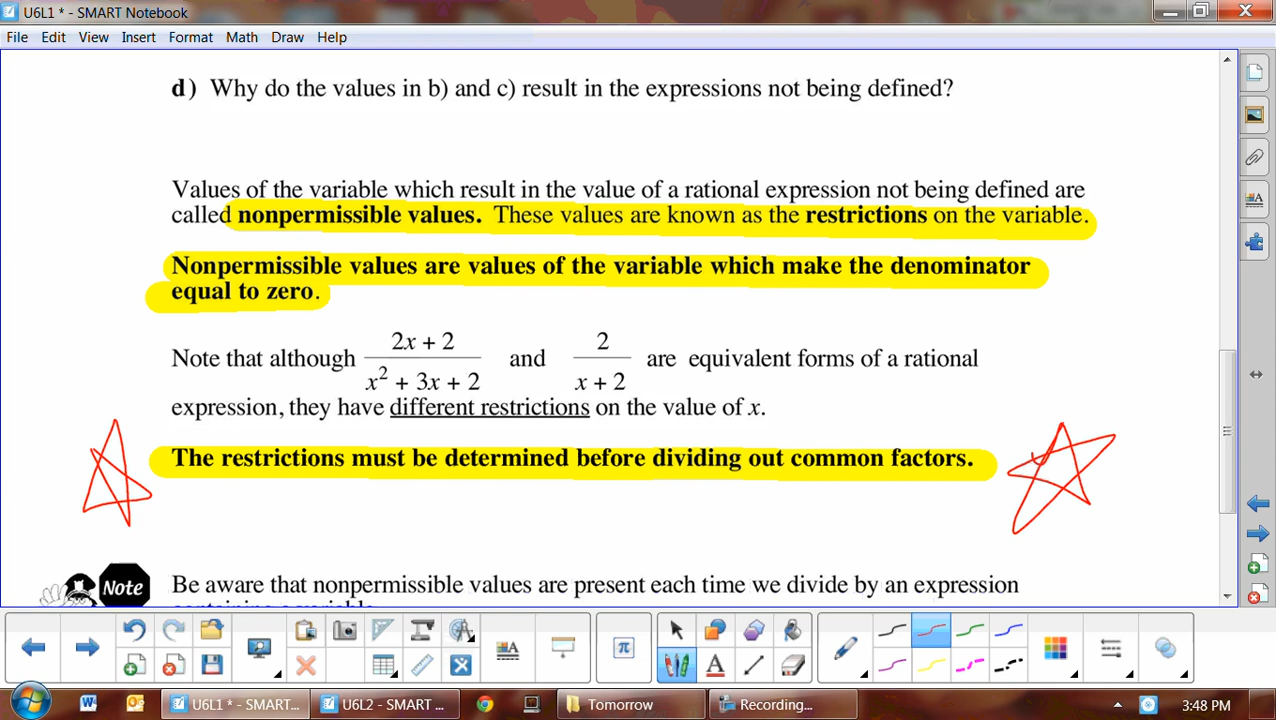 U6L1 * - SMART Notebook
File Edit View Insert Format Math Draw Help
d) Why do the values in b) and c) result in the expressions not being defined?
Values of the variable which result in the value of a rational expression not being defined are
called nonpermissible values. These values are known as the restrictions on the variable.
Nonpermissible values are values of the variable which make the denominator
equal to zero.
Note that although (2x + 2)/(x² + 3x + 2) and 2/(x + 2) are equivalent forms of a rational
expression, they have different restrictions on the value of x.
The restrictions must be determined before dividing out common factors.
Note Be aware that nonpermissible values are present each time we divide by an expression
U6L1 * - SMART... U6L2 - SMART ... Tomorrow Recording... 3:48 PM